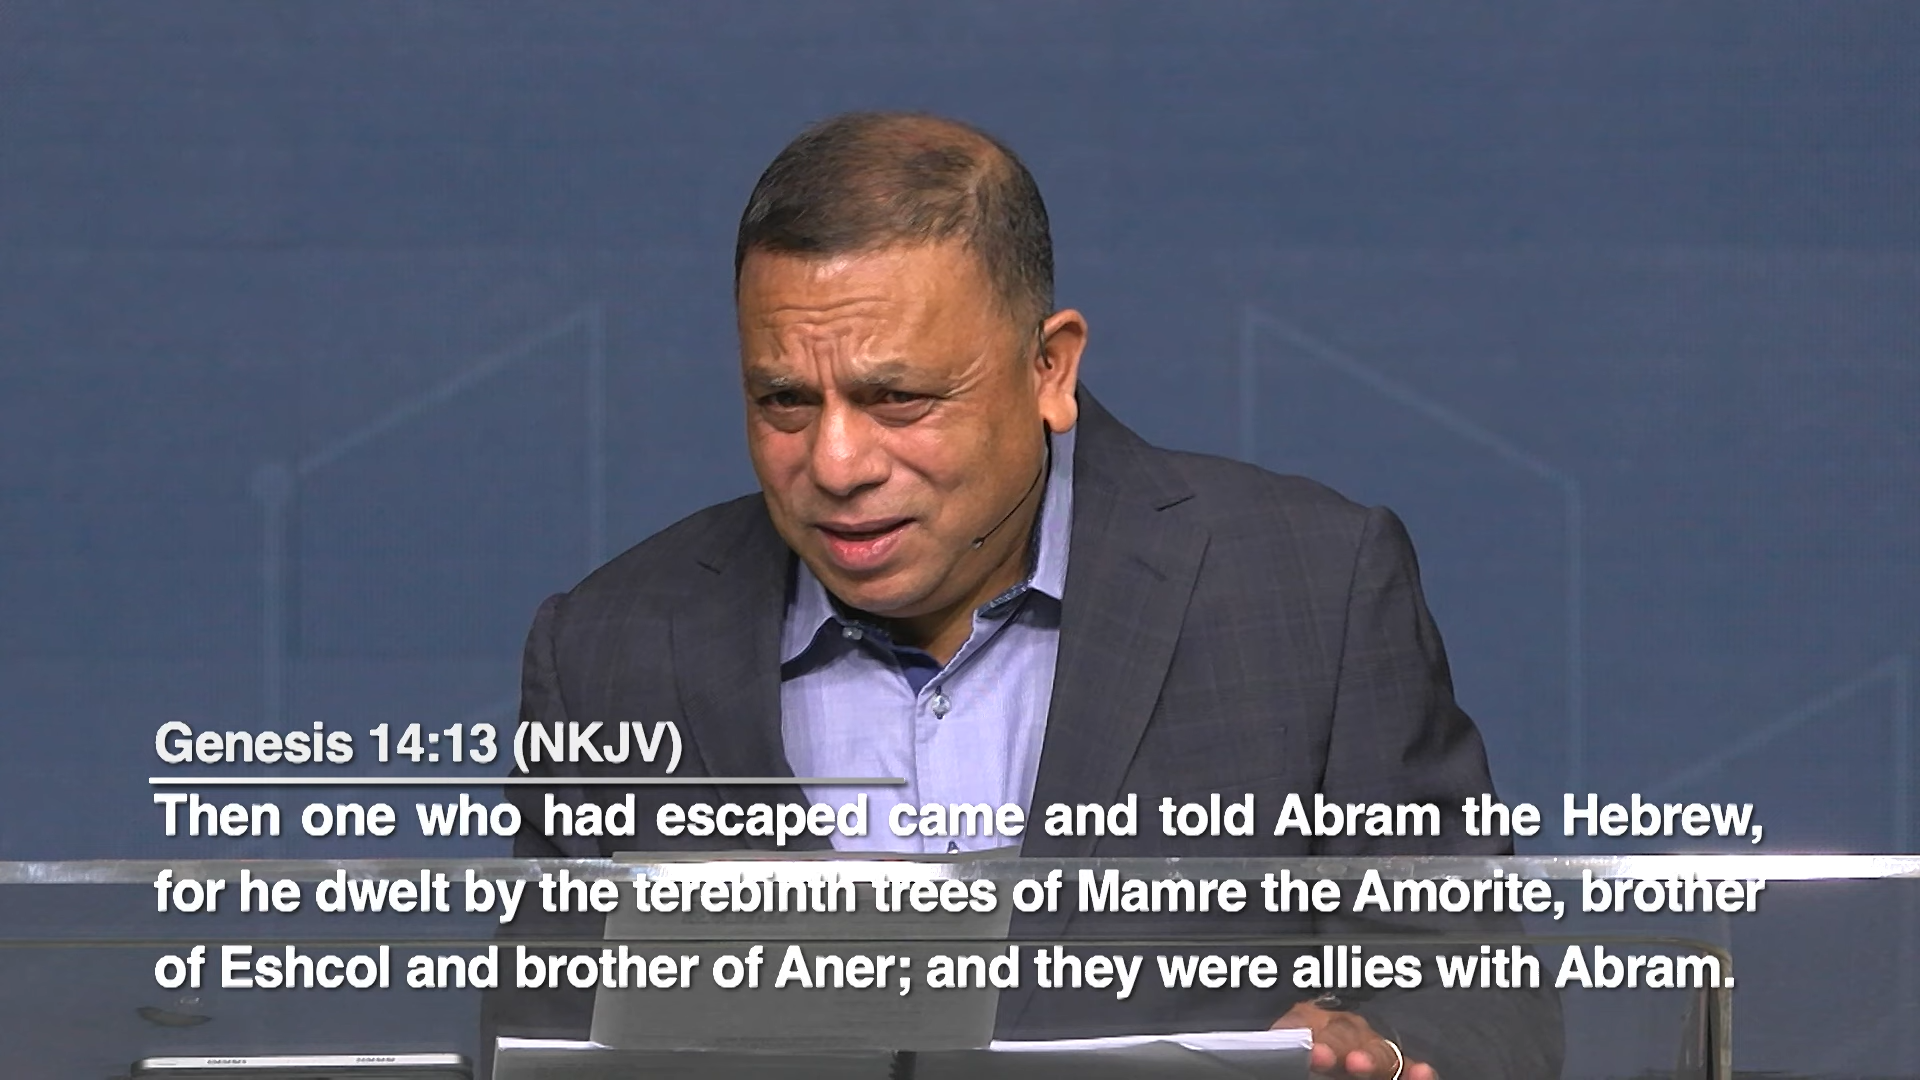 Genesis 14:13 (NKJV)
Then one who had escaped came and told Abram the Hebrew,
for he dwelt by the terebinth trees of Mamre the Amorite, brother
of Eshcol and brother of Aner; and they were allies with Abram.